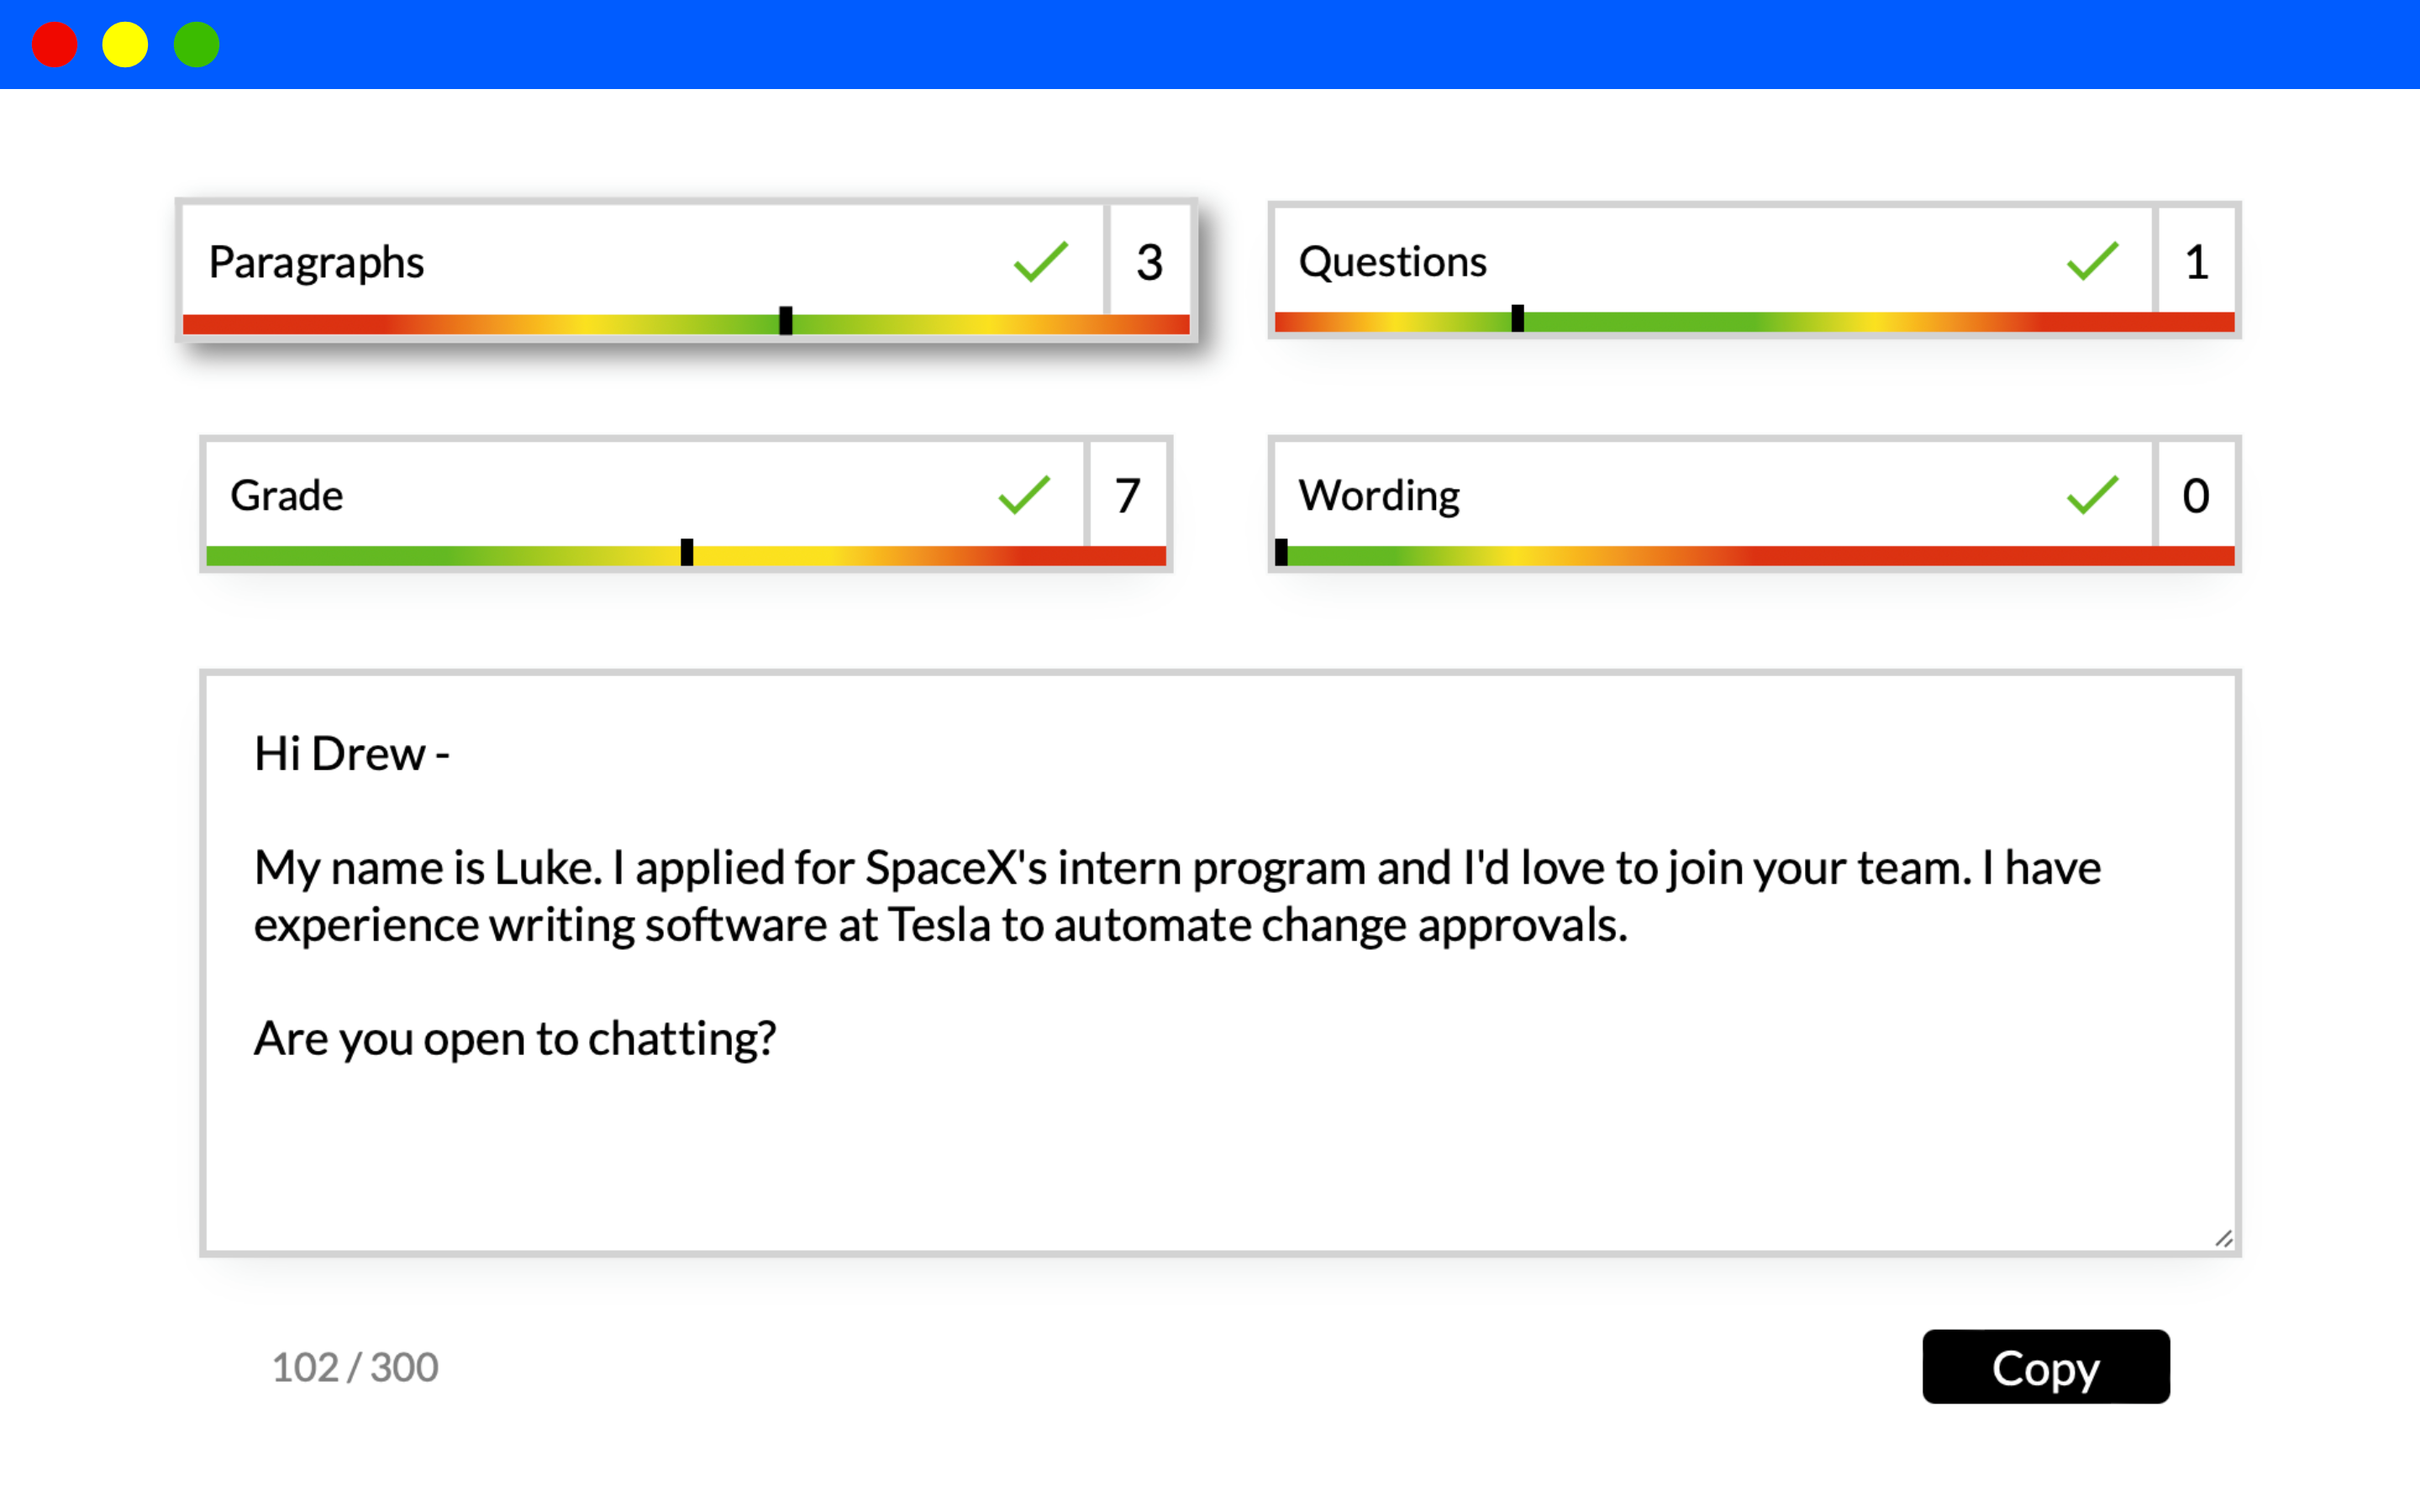 Paragraphs 3
Questions 1
Grade 7
Wording 0
Hi Drew -
My name is Luke. I applied for SpaceX's intern program and I'd love to join your team. I have
experience writing software at Tesla to automate change approvals.
Are you open to chatting?
102 / 300
Copy